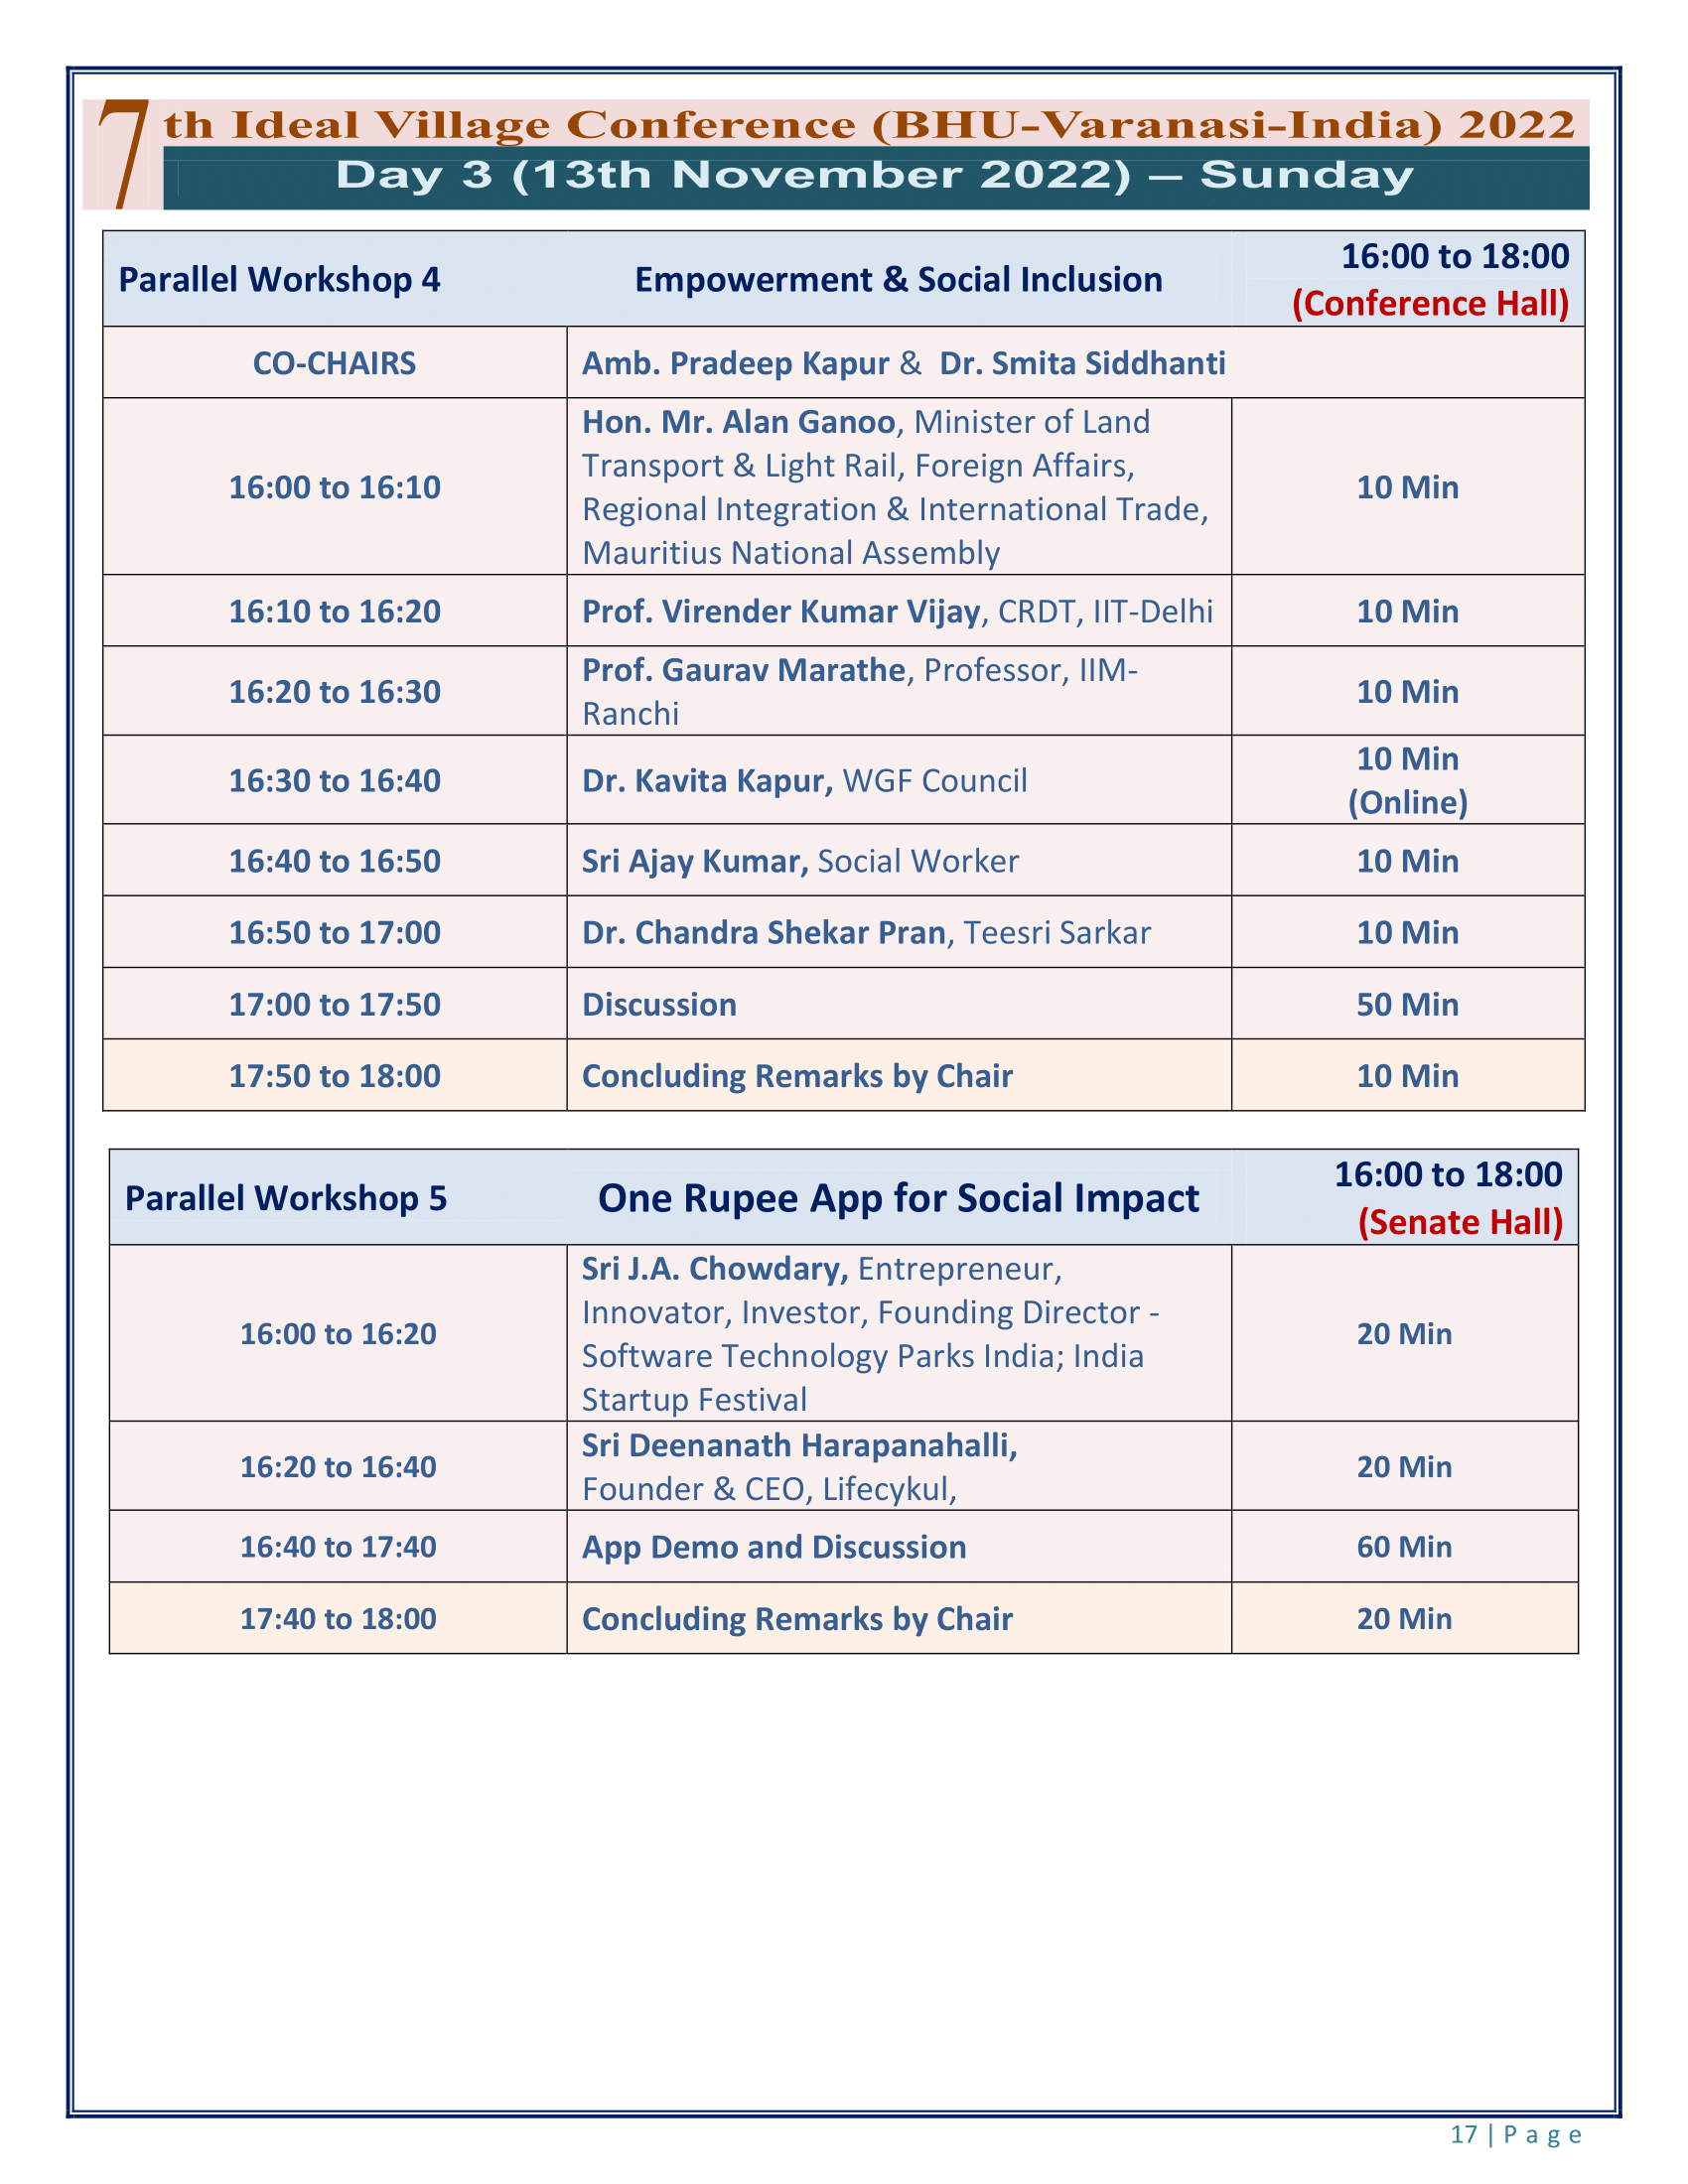 7th Ideal Village Conference (BHU-Varanasi-India) 2022
Day 3 (13th November 2022) – Sunday
Parallel Workshop 4
Empowerment & Social Inclusion
16:00 to 18:00
(Conference Hall)
CO-CHAIRS
Amb. Pradeep Kapur & Dr. Smita Siddhanti
16:00 to 16:10
Hon. Mr. Alan Ganoo, Minister of Land
Transport & Light Rail, Foreign Affairs,
Regional Integration & International Trade,
Mauritius National Assembly
10 Min
16:10 to 16:20
Prof. Virender Kumar Vijay, CRDT, IIT-Delhi
10 Min
16:20 to 16:30
Prof. Gaurav Marathe, Professor, IIM-
Ranchi
10 Min
16:30 to 16:40
Dr. Kavita Kapur, WGF Council
10 Min
(Online)
16:40 to 16:50
Sri Ajay Kumar, Social Worker
10 Min
16:50 to 17:00
Dr. Chandra Shekar Pran, Teesri Sarkar
10 Min
17:00 to 17:50
Discussion
50 Min
17:50 to 18:00
Concluding Remarks by Chair
10 Min
Parallel Workshop 5
One Rupee App for Social Impact
16:00 to 18:00
(Senate Hall)
16:00 to 16:20
Sri J.A. Chowdary, Entrepreneur,
Innovator, Investor, Founding Director -
Software Technology Parks India; India
Startup Festival
20 Min
16:20 to 16:40
Sri Deenanath Harapanahalli,
Founder & CEO, Lifecykul,
20 Min
16:40 to 17:40
App Demo and Discussion
60 Min
17:40 to 18:00
Concluding Remarks by Chair
20 Min
17 | P a g e